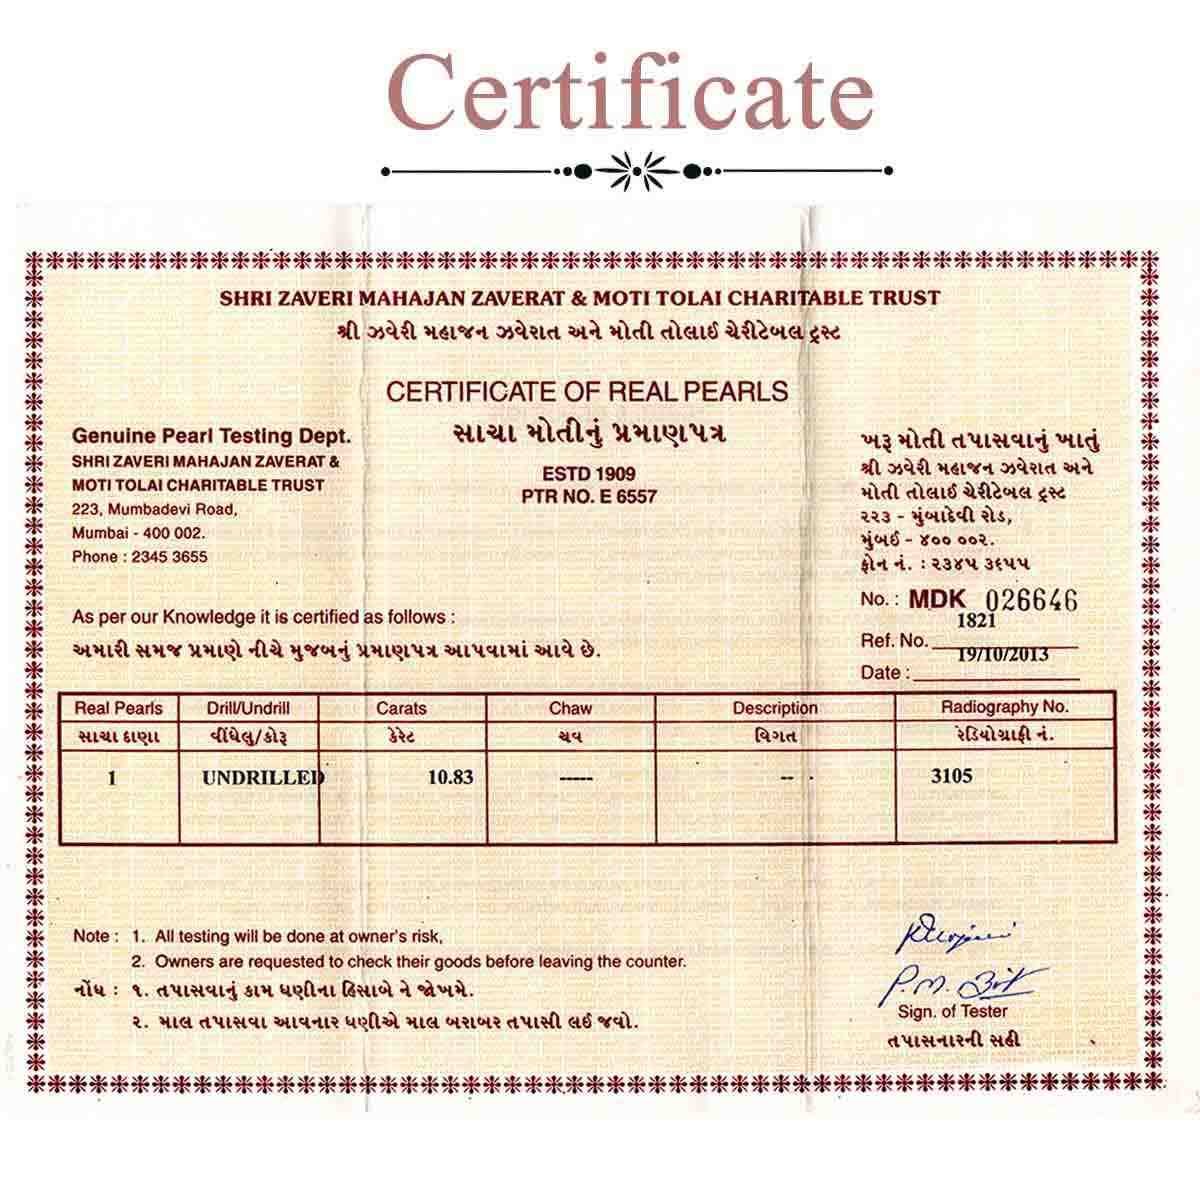 Certificate
SHRI ZAVERI MAHAJAN ZAVERAT & MOTI TOLAI CHARITABLE TRUST
શ્રી ઝવેરી મહાજન ઝવેરાત અને મોતી તોલાઈ ચેરીટેબલ ટ્રસ્ટ
CERTIFICATE OF REAL PEARLS
સાચા મોતીનું પ્રમાણપત્ર
ESTD 1909
PTR NO. E 6557
Genuine Pearl Testing Dept.
SHRI ZAVERI MAHAJAN ZAVERAT &
MOTI TOLAI CHARITABLE TRUST
223, Mumbadevi Road,
Mumbai - 400 002.
Phone : 2345 3655
ખરૂ મોતી તપાસવાનું ખાતું
શ્રી ઝવેરી મહાજન ઝવેરાત અને
મોતી તોલાઈ ચેરીટેબલ ટ્રસ્ટ
૨૨૩ - મુંબાદેવી રોડ,
મુંબઈ - ૪૦૦ ૦૦૨.
ફોન નં. : ૨૩૪૫ ૩૬૫૫
No. : MDK 026646
Ref. No. 1821
Date : 19/10/2013
As per our Knowledge it is certified as follows :
અમારી સમજ પ્રમાણે નીચે મુજબનું પ્રમાણપત્ર આપવામાં આવે છે.
Real Pearls Drill/Undrill Carats Chaw Description Radiography No.
સાચા દાણા વીંધેલુ/કોરૂ કેરેટ ચવ વિગત રેડિયોગ્રાફી નં.
1 UNDRILLED 10.83 ----- -- 3105
Note : 1. All testing will be done at owner's risk,
2. Owners are requested to check their goods before leaving the counter.
નોંધ : ૧. તપાસવાનું કામ ધણીના હિસાબે ને જોખમે.
૨. માલ તપાસવા આવનાર ધણીએ માલ બરાબર તપાસી લઈ જવો.
P.M.
Sign. of Tester
તપાસનારની સહી